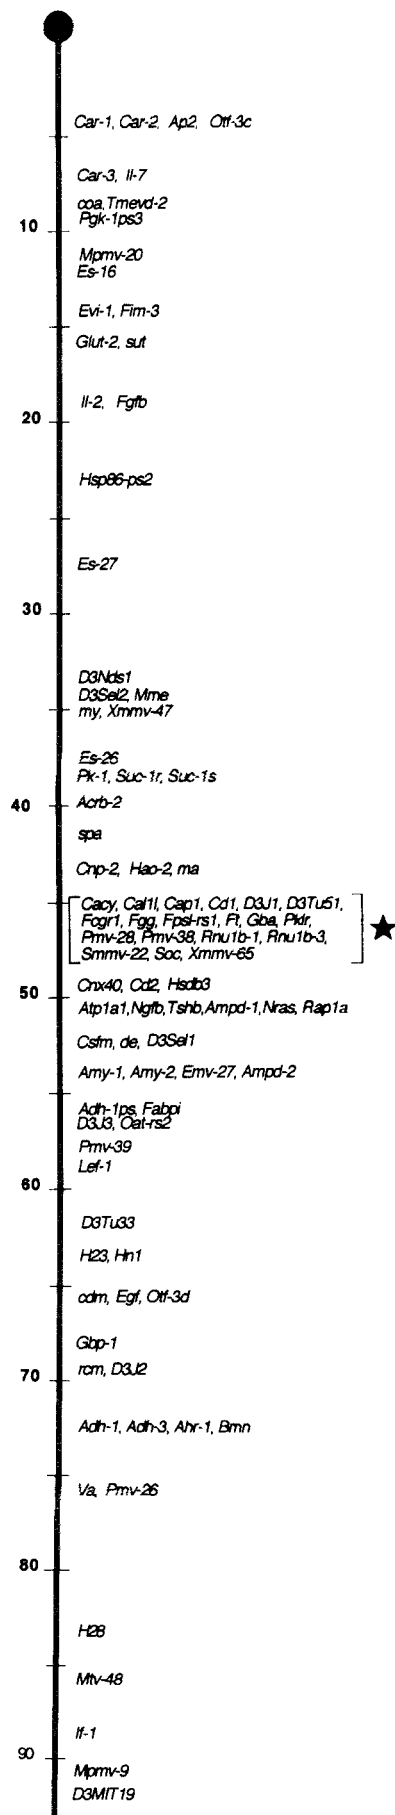 Car-1, Car-2, Ap2, Otf-3c
Car-3, Il-7
coa, Tmevd-2
Pgk-1ps3
10
Mpmv-20
Es-16
Evi-1, Fim-3
Glut-2, sut
Il-2, Fgfb
20
Hsp86-ps2
Es-27
30
D3Nds1
D3Sel2, Mme
my, Xmmv-47
Es-26
Pk-1, Suc-1r, Suc-1s
40
Acrb-2
spa
Cnp-2, Hao-2, ma
Cacy, Cal1l, Cap1, Cd1, D3J1, D3Tu51,
Fcgr1, Fgg, Fpsl-rs1, Ft, Gba, Pklr,
Pmv-28, Pmv-38, Rnu1b-1, Rnu1b-3,
Smmv-22, Soc, Xmmv-65
Cnx40, Cd2, Hsdb3
50
Atp1a1, Ngfb, Tshb, Ampd-1, Nras, Rap1a
Csfm, de, D3Sel1
Amy-1, Amy-2, Emv-27, Ampd-2
Adh-1ps, Fabpi
D3J3, Oat-rs2
Pmv-39
Lef-1
60
D3Tu33
H23, Hn1
cdm, Egf, Otf-3d
Gbp-1
rcm, D3J2
70
Adh-1, Adh-3, Ahr-1, Bmn
Va, Pmv-26
80
H28
Mtv-48
If-1
90
Mpmv-9
D3MIT19